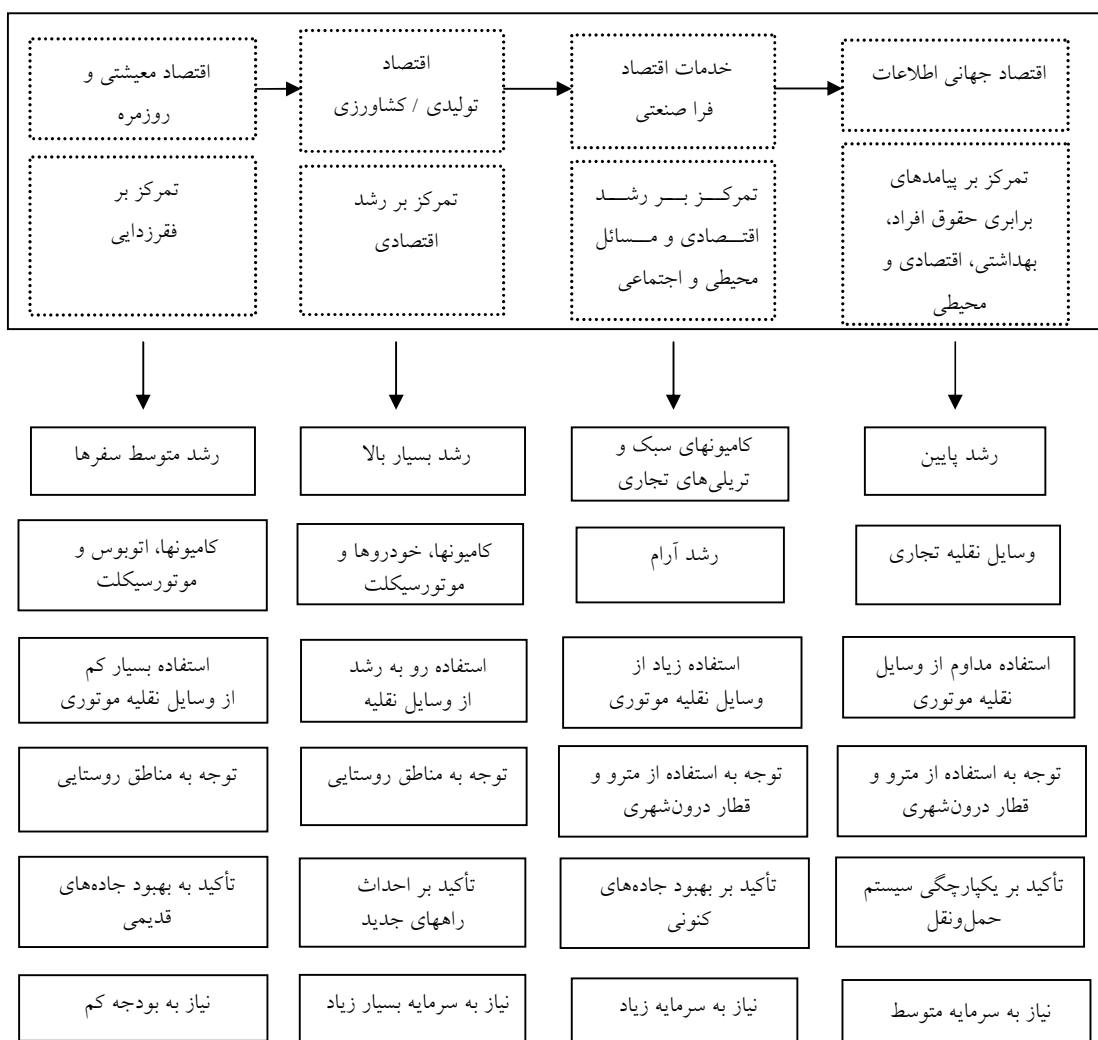 اقتصاد معیشتی و
روزمره
اقتصاد
تولیدی / کشاورزی
خدمات اقتصاد
فرا صنعتی
اقتصاد جهانی اطلاعات
تمرکز بر
فقرزدایی
تمرکز بر رشد
اقتصادی
تمرکز بر رشد
اقتصادی و مسائل
محیطی و اجتماعی
تمرکز بر پیامدهای
برابری حقوق افراد،
بهداشتی، اقتصادی و
محیطی
رشد متوسط سفرها
رشد بسیار بالا
کامیونهای سبک و
تریلی‌های تجاری
رشد پایین
کامیونها، اتوبوس و
موتورسیکلت
کامیونها، خودروها و
موتورسیکلت
رشد آرام
وسایل نقلیه تجاری
استفاده بسیار کم
از وسایل نقلیه موتوری
استفاده رو به رشد
از وسایل نقلیه
استفاده زیاد از
وسایل نقلیه موتوری
استفاده مداوم از وسایل
نقلیه موتوری
توجه به مناطق روستایی
توجه به مناطق روستایی
توجه به استفاده از مترو و
قطار درون‌شهری
توجه به استفاده از مترو و
قطار درون‌شهری
تأکید به بهبود جاده‌های
قدیمی
تأکید بر احداث
راههای جدید
تأکید بر بهبود جاده‌های
کنونی
تأکید بر یکپارچگی سیستم
حمل‌ونقل
نیاز به بودجه کم
نیاز به سرمایه بسیار زیاد
نیاز به سرمایه زیاد
نیاز به سرمایه متوسط